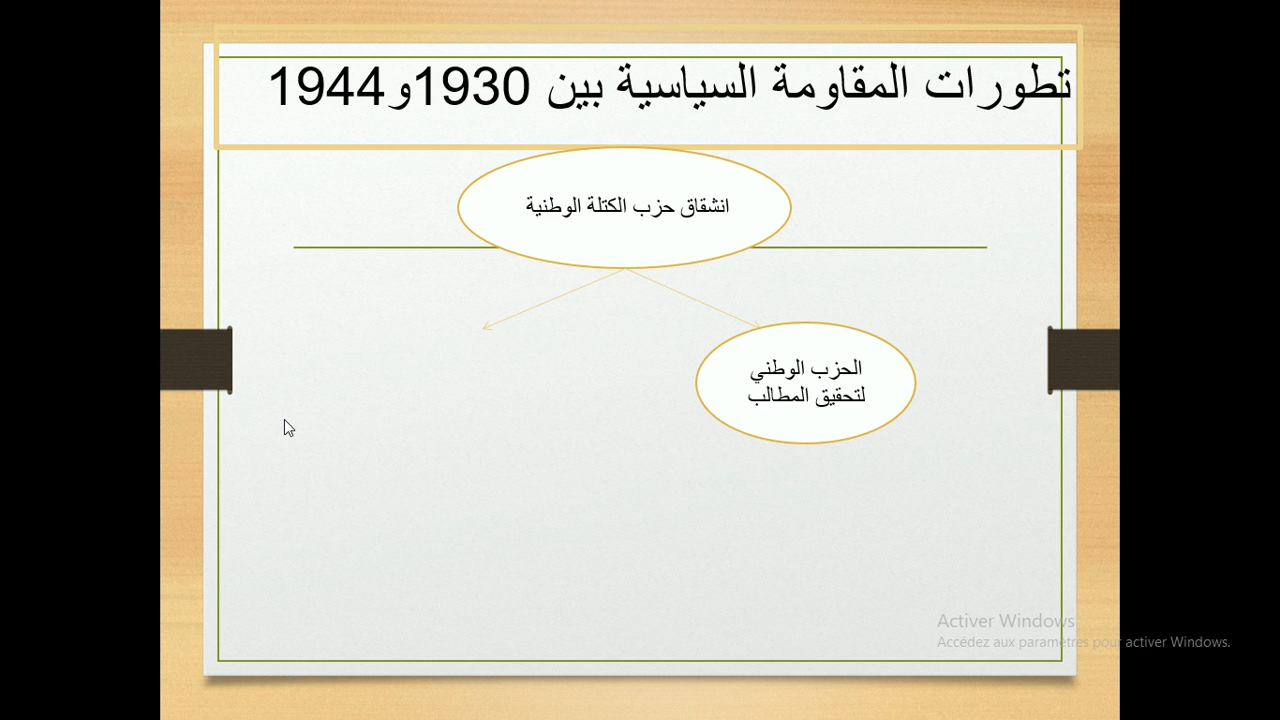 تطورات المقاومة السياسية بين 1930و1944
انشقاق حزب الكتلة الوطنية
الحزب الوطني
لتحقيق المطالب
Activer Windows
Accédez aux paramètres pour activer Windows.